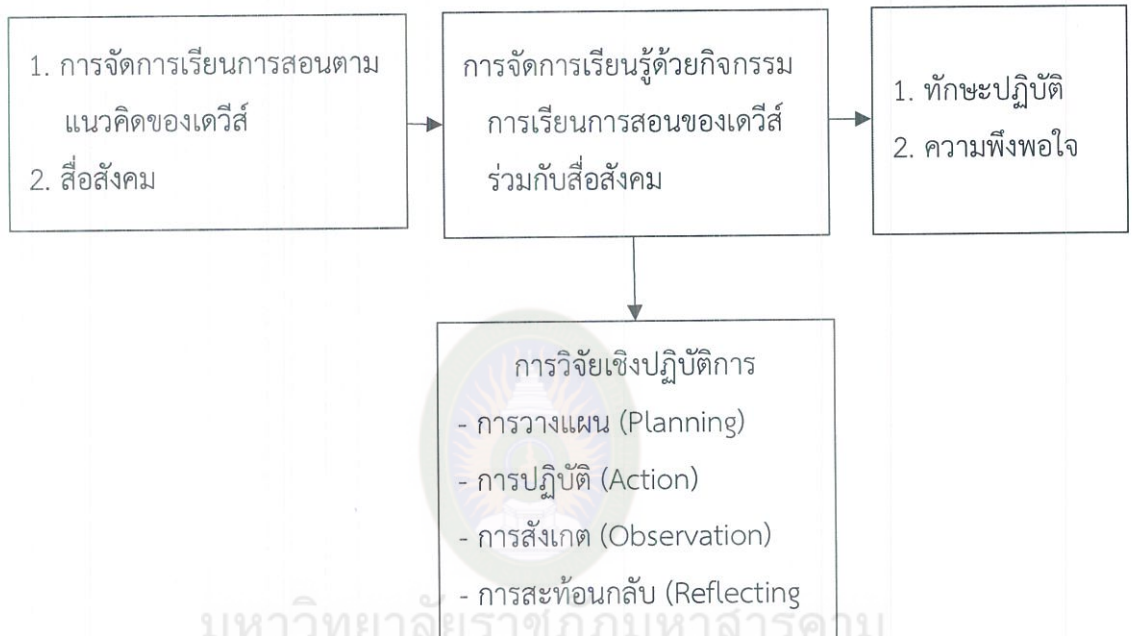 1. การจัดการเรียนการสอนตาม
แนวคิดของเดวีส์
2. สื่อสังคม
การจัดการเรียนรู้ด้วยกิจกรรม
การเรียนการสอนของเดวีส์
ร่วมกับสื่อสังคม
1. ทักษะปฏิบัติ
2. ความพึงพอใจ
การวิจัยเชิงปฏิบัติการ
- การวางแผน (Planning)
- การปฏิบัติ (Action)
- การสังเกต (Observation)
- การสะท้อนกลับ (Reflecting
มหาวิทยาลัยราชภัฏมหาสารคาม